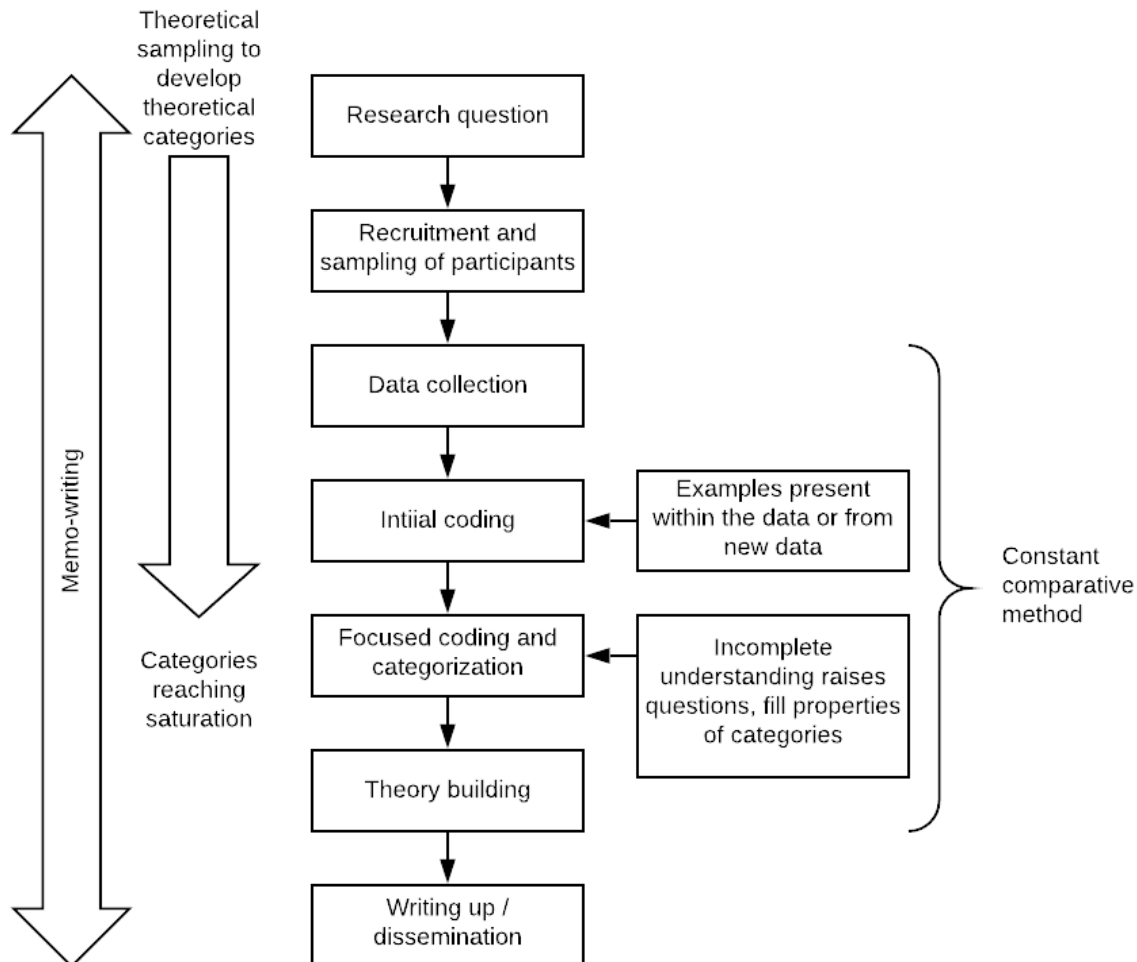 Theoretical
sampling to
develop
theoretical
categories
Memo-writing
Categories
reaching
saturation
Research question
Recruitment and
sampling of participants
Data collection
Intiial coding
Focused coding and
categorization
Theory building
Writing up /
dissemination
Examples present
within the data or from
new data
Incomplete
understanding raises
questions, fill properties
of categories
Constant
comparative
method